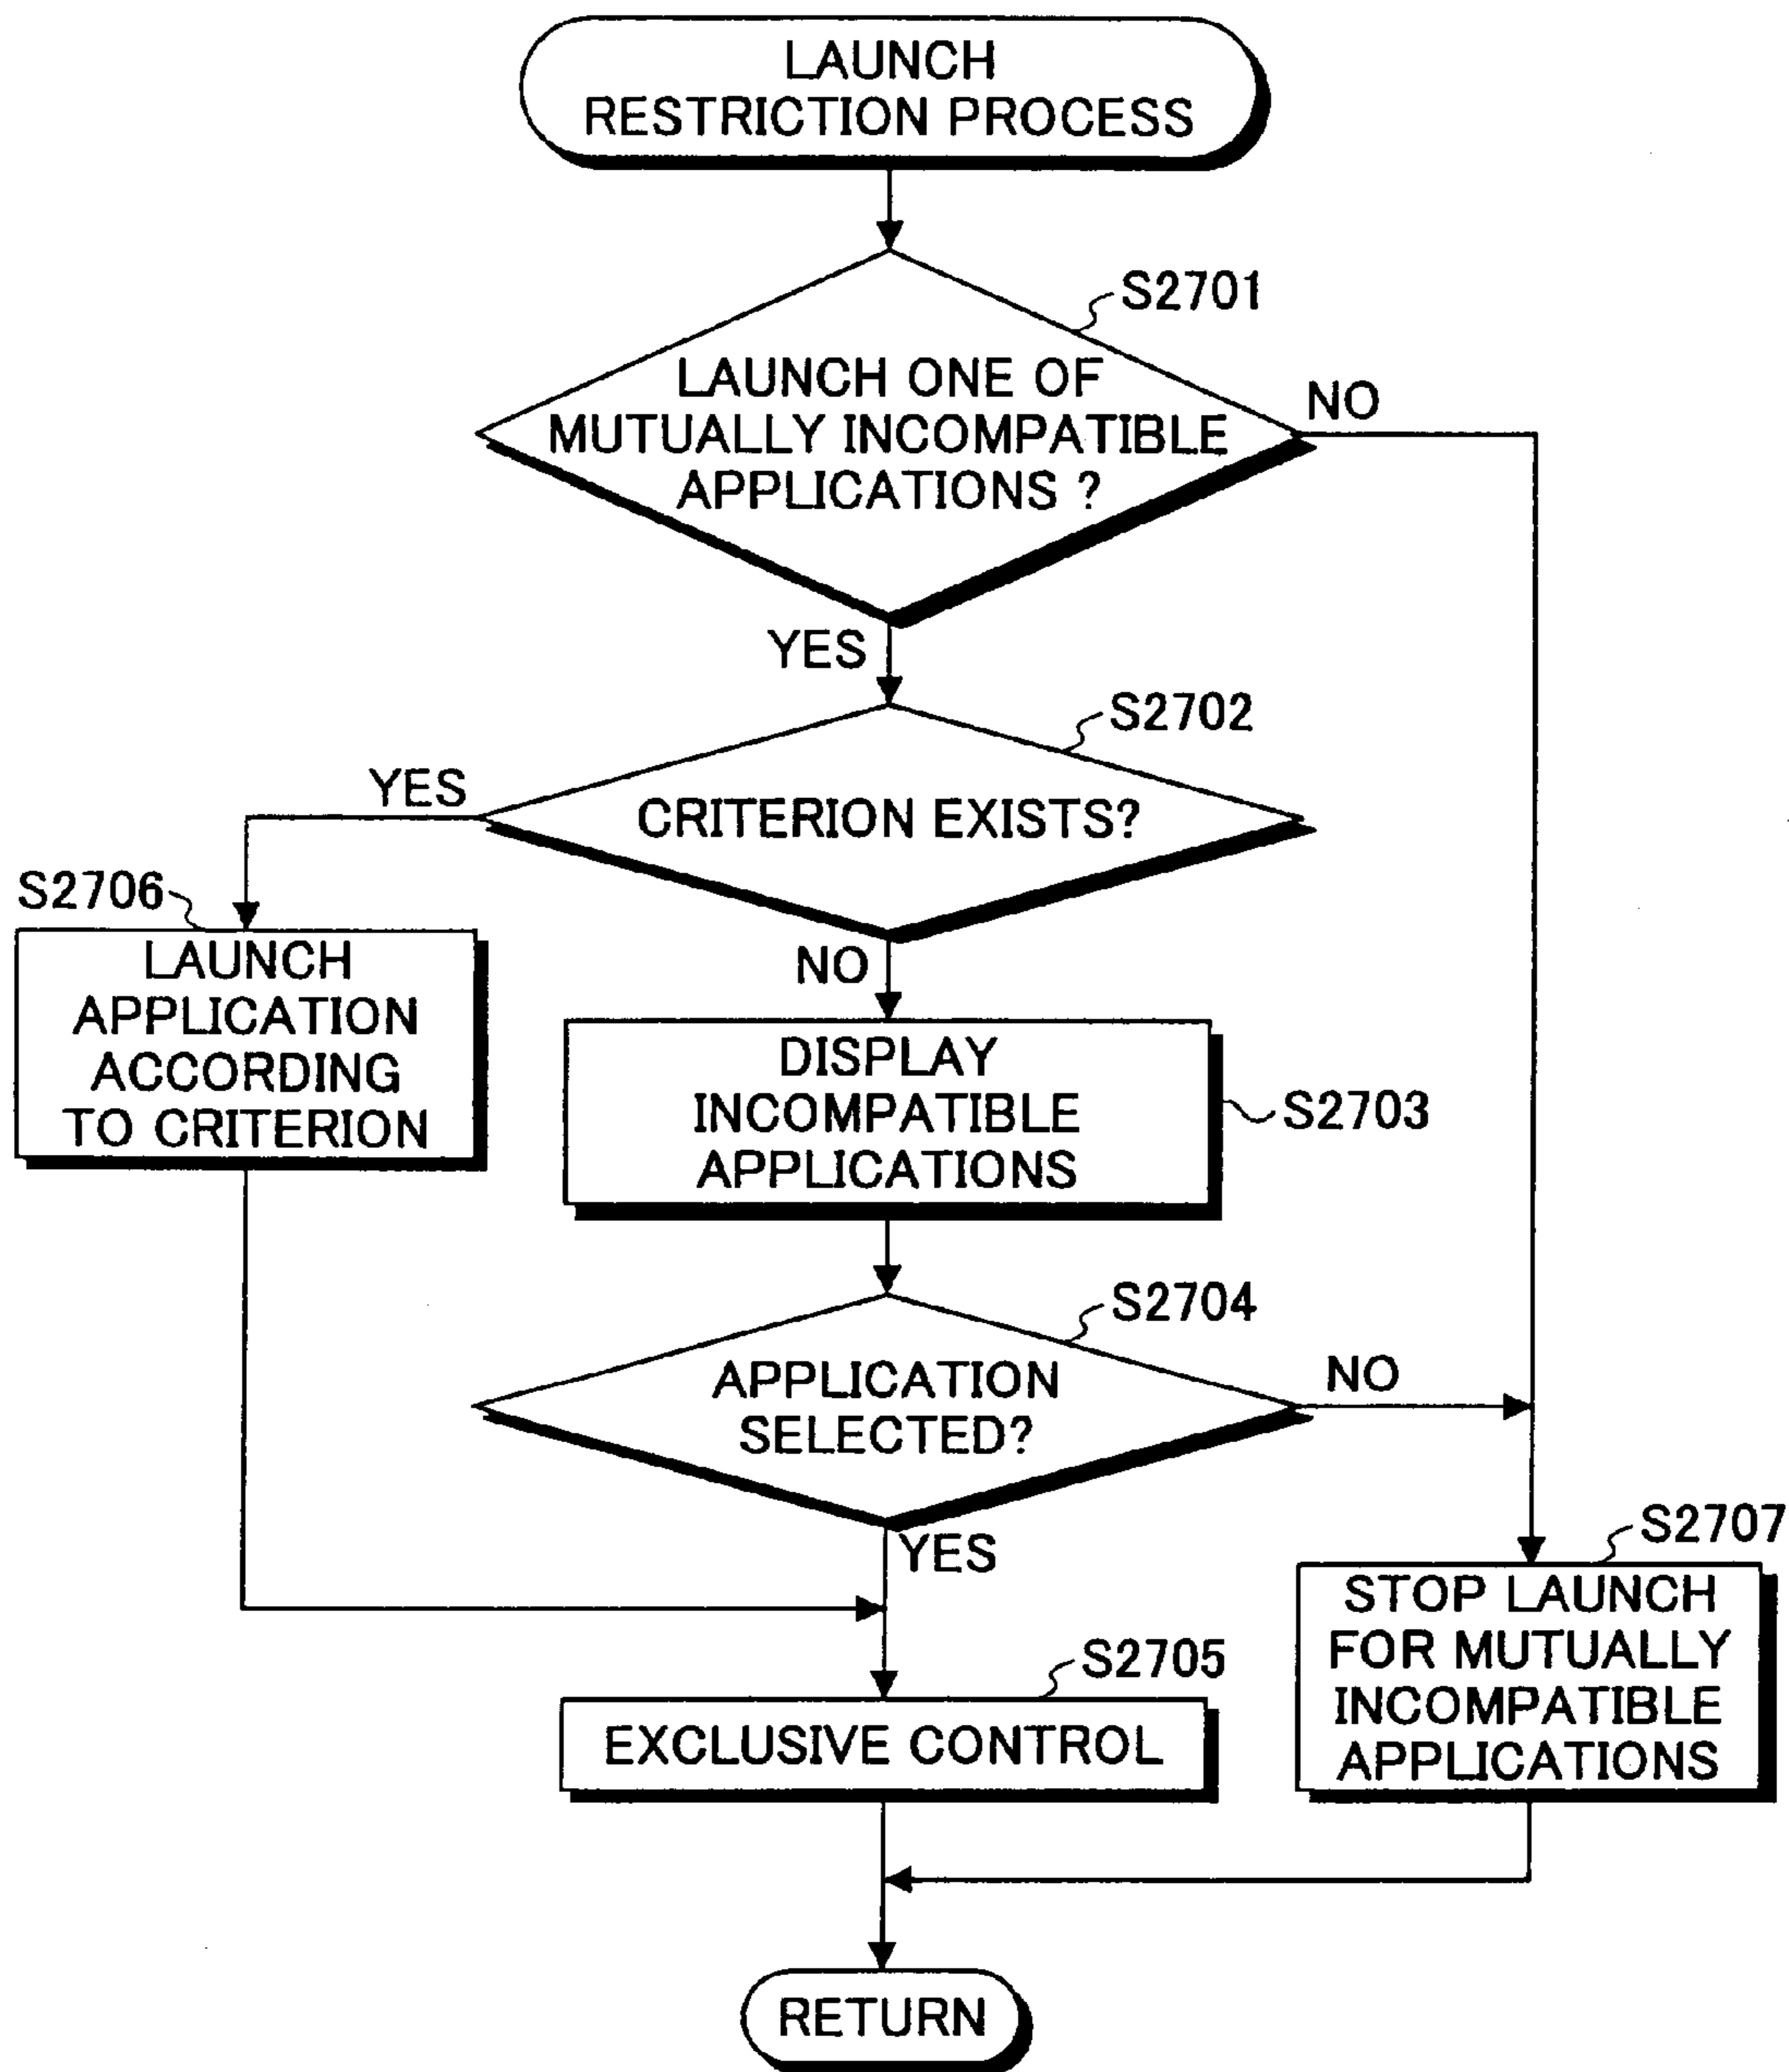 LAUNCH
RESTRICTION PROCESS
S2701
LAUNCH ONE OF
MUTUALLY INCOMPATIBLE
APPLICATIONS ?
NO
YES
S2702
CRITERION EXISTS?
YES
S2706
LAUNCH
APPLICATION
ACCORDING
TO CRITERION
NO
DISPLAY
INCOMPATIBLE
APPLICATIONS
S2703
S2704
APPLICATION
SELECTED?
NO
YES
S2707
STOP LAUNCH
FOR MUTUALLY
INCOMPATIBLE
APPLICATIONS
S2705
EXCLUSIVE CONTROL
RETURN